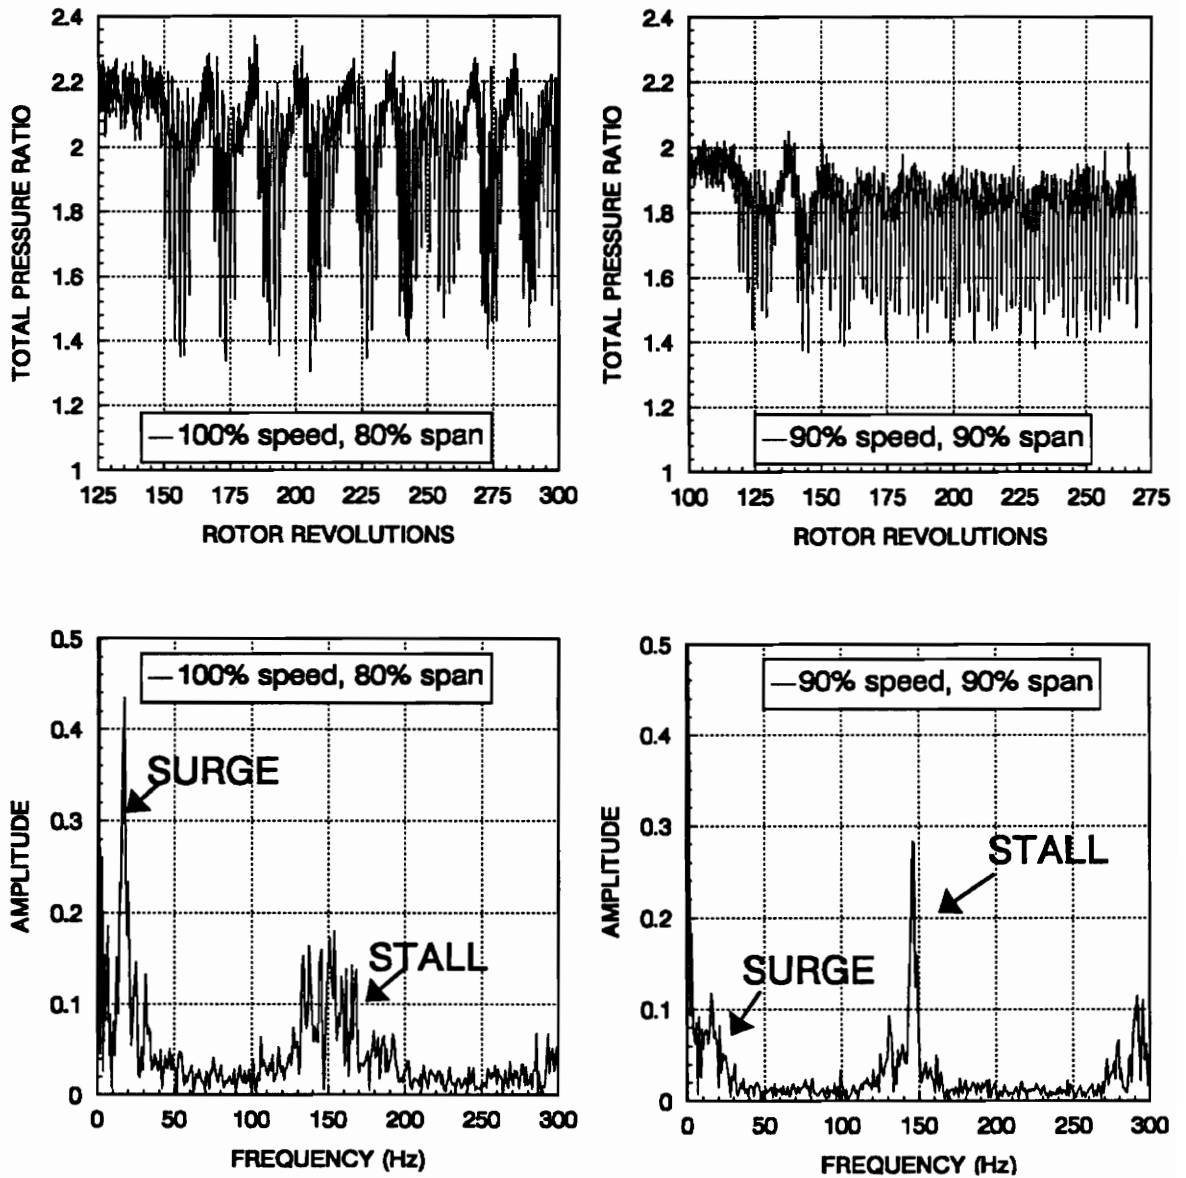 2.4
2.2
2
1.8
1.6
1.4
1.2
1
TOTAL PRESSURE RATIO
100% speed, 80% span
125 150 175 200 225 250 275 300
ROTOR REVOLUTIONS
2.4
2.2
2
1.8
1.6
1.4
1.2
1
TOTAL PRESSURE RATIO
90% speed, 90% span
100 125 150 175 200 225 250 275
ROTOR REVOLUTIONS
0.5
0.4
0.3
0.2
0.1
0
AMPLITUDE
100% speed, 80% span
SURGE
STALL
0 50 100 150 200 250 300
FREQUENCY (Hz)
0.5
0.4
0.3
0.2
0.1
0
AMPLITUDE
90% speed, 90% span
STALL
SURGE
0 50 100 150 200 250 300
FREQUENCY (Hz)